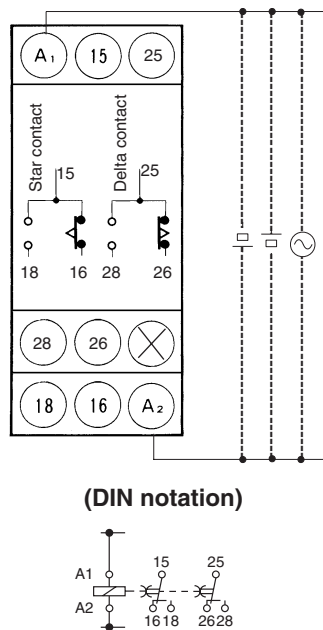 A1 15 25
Star contact
Delta contact
15 25
18 16 28 26
28 26
18 16 A2
(DIN notation)
15 25
A1
A2
16 18 26 28